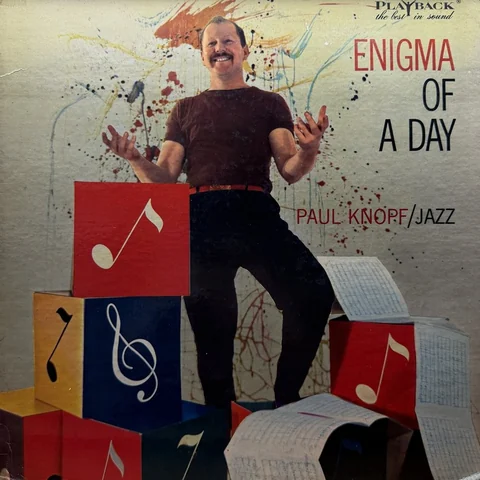 PLAYBACK
the best in sound
ENIGMA
OF
A DAY
PAUL KNOPF/JAZZ